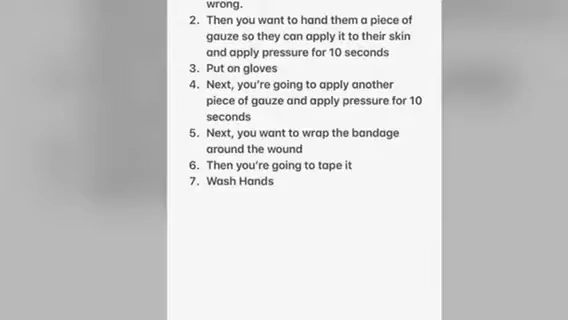 wrong.
2. Then you want to hand them a piece of
gauze so they can apply it to their skin
and apply pressure for 10 seconds
3. Put on gloves
4. Next, you're going to apply another
piece of gauze and apply pressure for 10
seconds
5. Next, you want to wrap the bandage
around the wound
6. Then you're going to tape it
7. Wash Hands